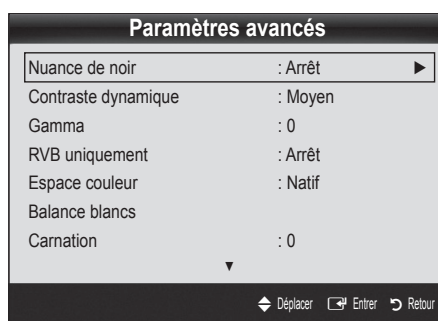 Paramètres avancés
Nuance de noir : Arrêt
Contraste dynamique : Moyen
Gamma : 0
RVB uniquement : Arrêt
Espace couleur : Natif
Balance blancs
Carnation : 0
Déplacer Entrer Retour